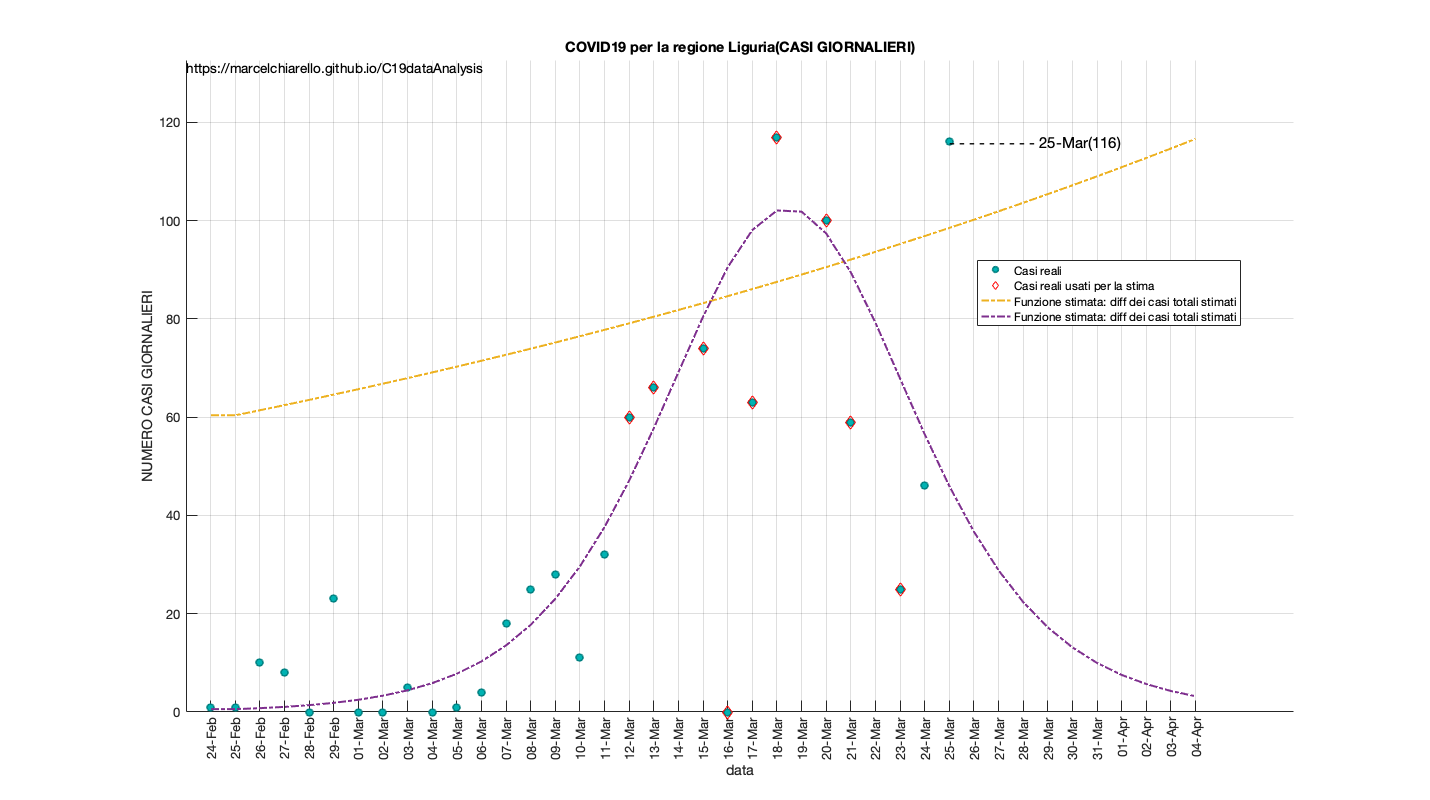 COVID19 per la regione Liguria(CASI GIORNALIERI)
https://marcelchiarello.github.io/C19dataAnalysis
120
100
80
60
40
20
0
NUMERO CASI GIORNALIERI
25-Mar(116)
Casi reali
Casi reali usati per la stima
Funzione stimata: diff dei casi totali stimati
Funzione stimata: diff dei casi totali stimati
24-Feb
25-Feb
26-Feb
27-Feb
28-Feb
29-Feb
01-Mar
02-Mar
03-Mar
04-Mar
05-Mar
06-Mar
07-Mar
08-Mar
09-Mar
10-Mar
11-Mar
12-Mar
13-Mar
14-Mar
15-Mar
16-Mar
17-Mar
18-Mar
19-Mar
20-Mar
21-Mar
22-Mar
23-Mar
24-Mar
25-Mar
26-Mar
27-Mar
28-Mar
29-Mar
30-Mar
31-Mar
01-Apr
02-Apr
03-Apr
04-Apr
data